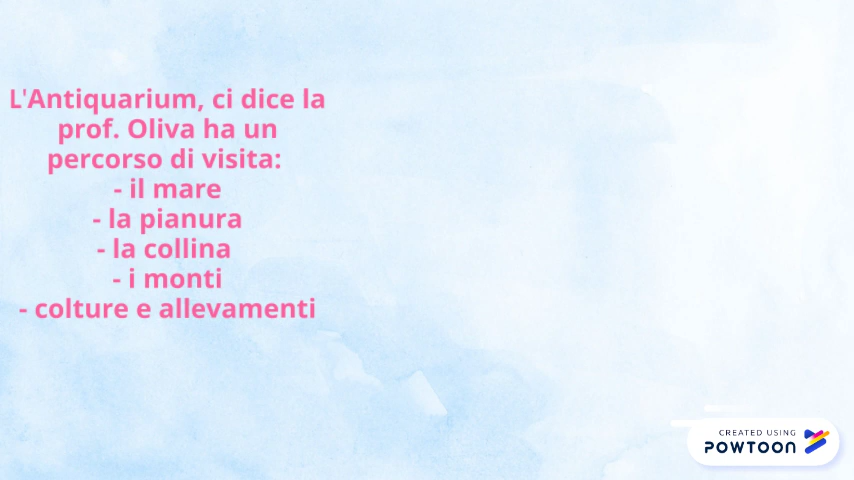 L'Antiquarium, ci dice la
prof. Oliva ha un
percorso di visita:
- il mare
- la pianura
- la collina
- i monti
- colture e allevamenti
CREATED USING
POWTOON